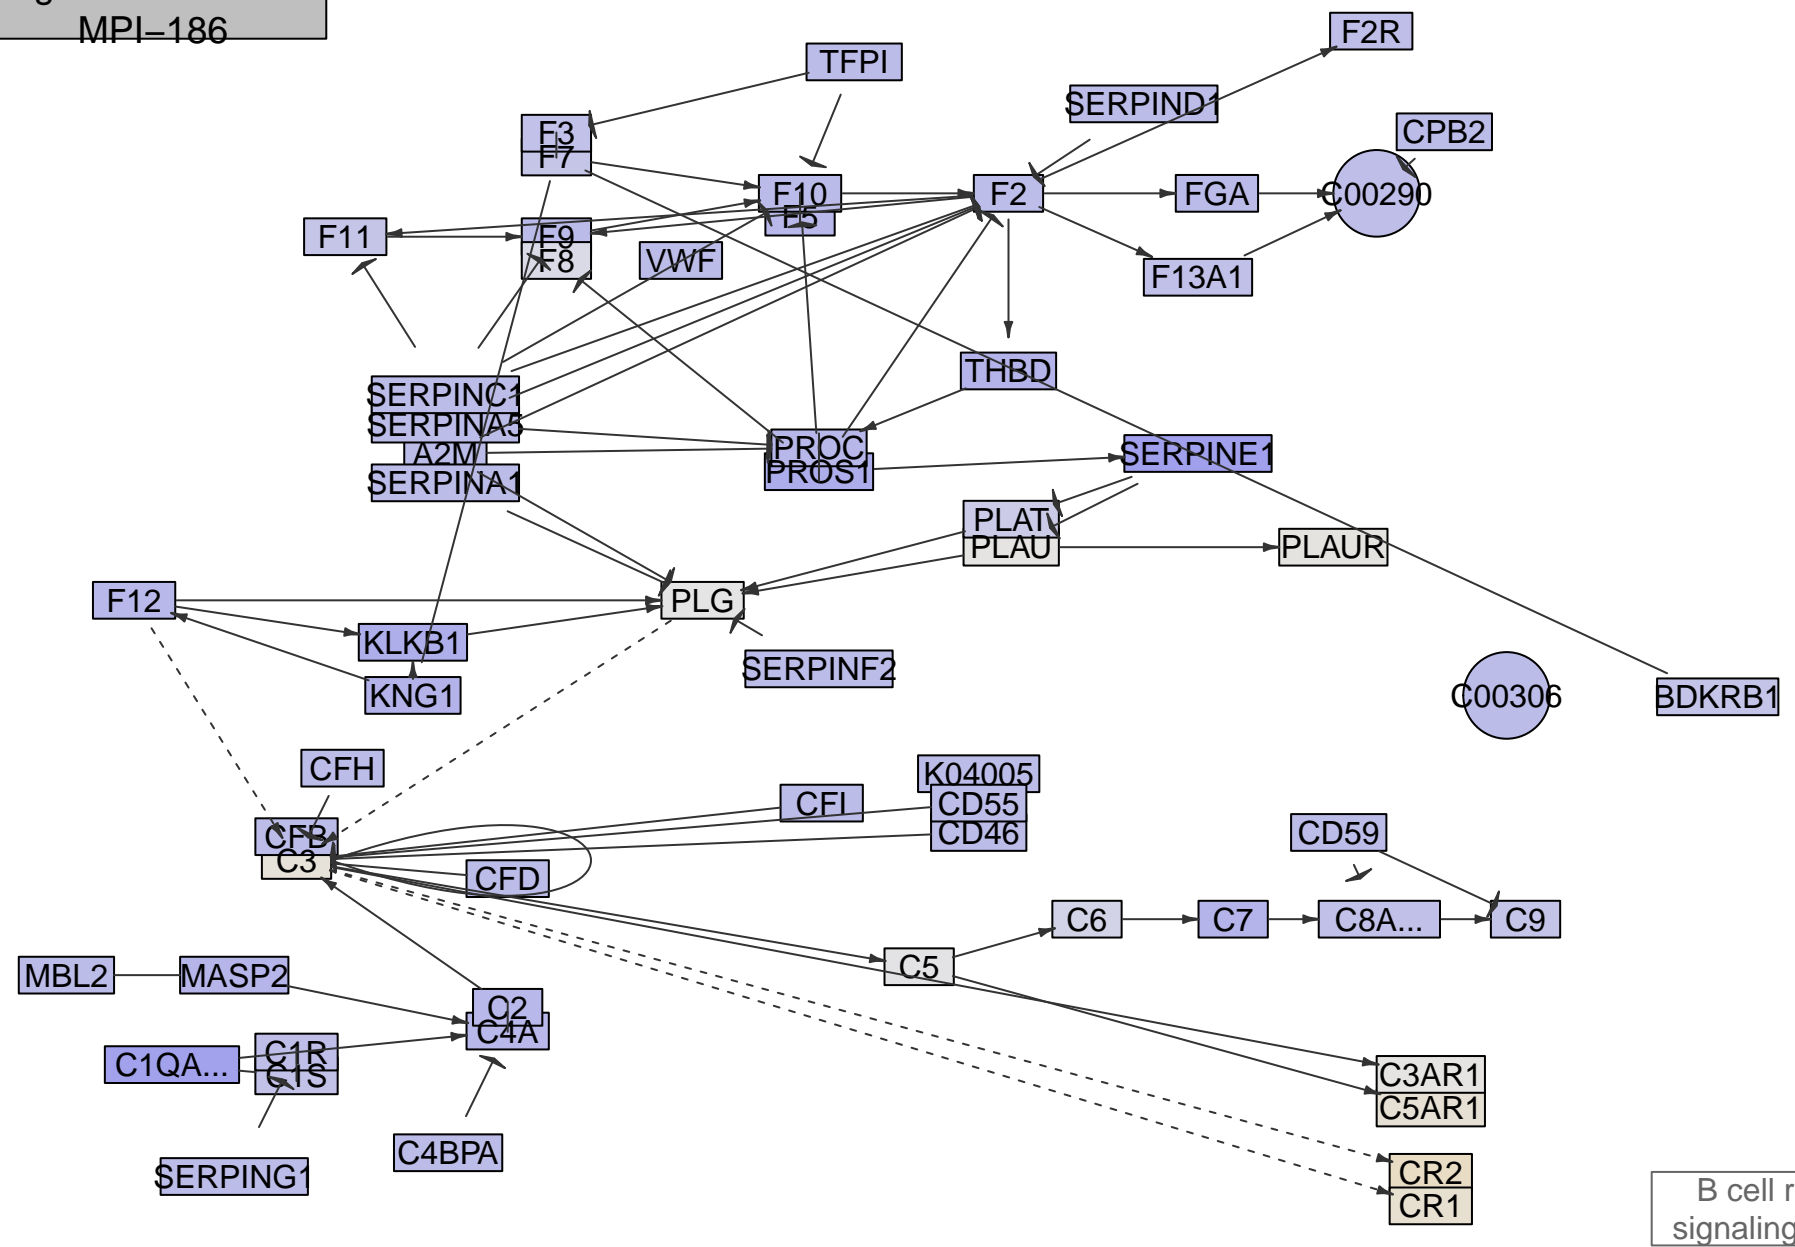 MPI–186
F2R
TFPI
SERPIND1
CPB2
F3
F7
F10
F5
F2
FGA
C00290
F11
F9
F8
VWF
F13A1
THBD
SERPINC1
SERPINA5
A2M
SERPINA1
PROC
PROS1
SERPINE1
PLAT
PLAU
PLAUR
F12
PLG
KLKB1
SERPINF2
KNG1
C00306
BDKRB1
CFH
K04005
CFI
CD55
CD46
CFB
C3
CD59
CFD
C6
C7
C8A...
C9
C5
MBL2
MASP2
C2
C4A
C1QA...
C1R
C1S
C3AR1
C5AR1
C4BPA
SERPING1
CR2
CR1
B cell r
signaling